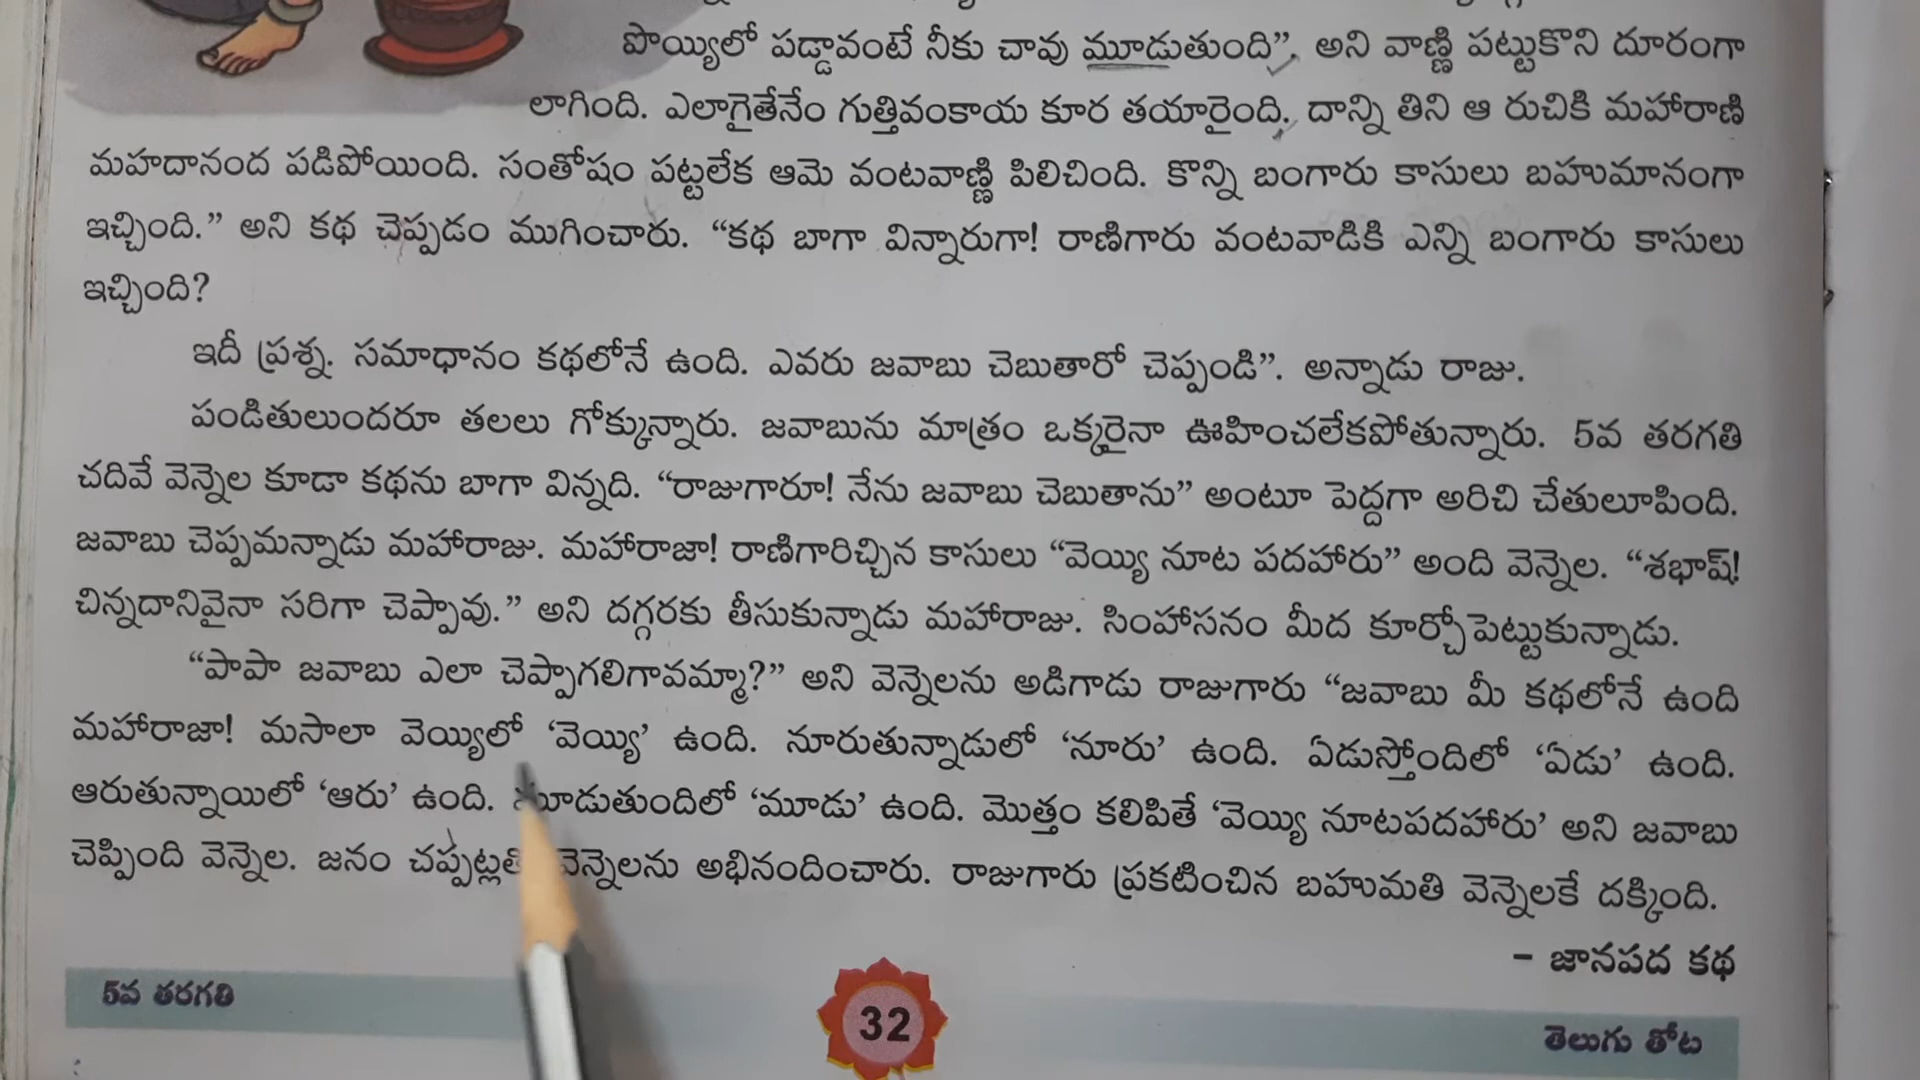 పొయ్యిలో పడ్డావంటే నీకు చావు మూడుతుంది”. అని వాణ్ణి పట్టుకొని దూరంగా
లాగింది. ఎలాగైతేనేం గుత్తివంకాయ కూర తయారైంది. దాన్ని తిని ఆ రుచికి మహారాణి
మహదానంద పడిపోయింది. సంతోషం పట్టలేక ఆమె వంటవాణ్ణి పిలిచింది. కొన్ని బంగారు కాసులు బహుమానంగా
ఇచ్చింది.” అని కథ చెప్పడం ముగించారు. “కథ బాగా విన్నారుగా! రాణిగారు వంటవాడికి ఎన్ని బంగారు కాసులు
ఇచ్చింది?
ఇదీ ప్రశ్న. సమాధానం కథలోనే ఉంది. ఎవరు జవాబు చెబుతారో చెప్పండి”. అన్నాడు రాజు.
పండితులుందరూ తలలు గోక్కున్నారు. జవాబును మాత్రం ఒక్కరైనా ఊహించలేకపోతున్నారు. 5వ తరగతి
చదివే వెన్నెల కూడా కథను బాగా విన్నది. “రాజుగారూ! నేను జవాబు చెబుతాను” అంటూ పెద్దగా అరిచి చేతులూపింది.
జవాబు చెప్పమన్నాడు మహారాజు. మహారాజా! రాణిగారిచ్చిన కాసులు “వెయ్యి నూట పదహారు” అంది వెన్నెల. “శభాష్!
చిన్నదానివైనా సరిగా చెప్పావు.” అని దగ్గరకు తీసుకున్నాడు మహారాజు. సింహాసనం మీద కూర్చోపెట్టుకున్నాడు.
“పాపా జవాబు ఎలా చెప్పాగలిగావమ్మా?” అని వెన్నెలను అడిగాడు రాజుగారు “జవాబు మీ కథలోనే ఉంది
మహారాజా! మసాలా వెయ్యిలో ‘వెయ్యి’ ఉంది. నూరుతున్నాడులో ‘నూరు’ ఉంది. ఏడుస్తోందిలో ‘ఏడు’ ఉంది.
ఆరుతున్నాయిలో ‘ఆరు’ ఉంది. మూడుతుందిలో ‘మూడు’ ఉంది. మొత్తం కలిపితే ‘వెయ్యి నూటపదహారు’ అని జవాబు
చెప్పింది వెన్నెల. జనం వెన్నెలను అభినందించారు. రాజుగారు ప్రకటించిన బహుమతి వెన్నెలకే దక్కింది.
– జానపద కథ
5వ తరగతి
32
తెలుగు తోట